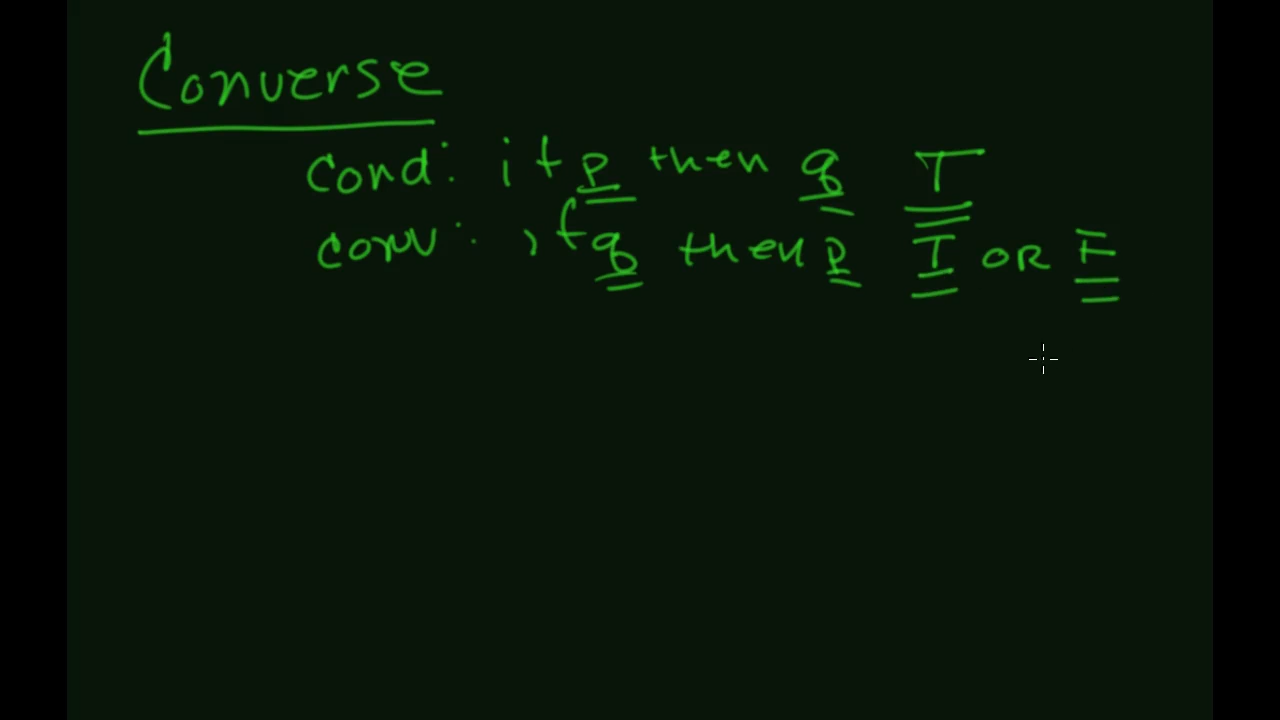 Converse
cond: if p then q T
conv: if q then p T OR F